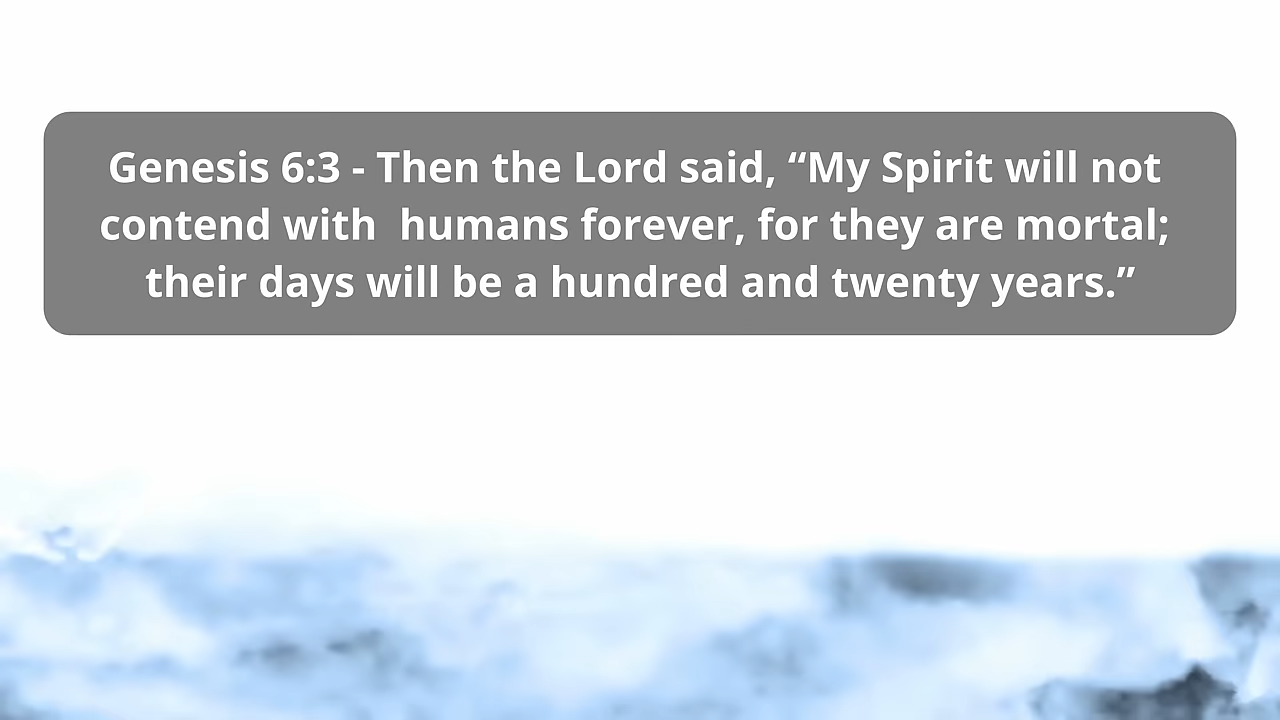 Genesis 6:3 - Then the Lord said, “My Spirit will not
contend with  humans forever, for they are mortal;
their days will be a hundred and twenty years.”